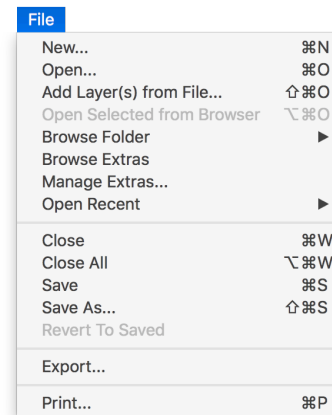 File
New... ⌘N
Open... ⌘O
Add Layer(s) from File... ⇧⌘O
Open Selected from Browser ⌥⌘O
Browse Folder ▶
Browse Extras
Manage Extras...
Open Recent ▶
Close ⌘W
Close All ⌥⌘W
Save ⌘S
Save As... ⇧⌘S
Revert To Saved
Export...
Print... ⌘P